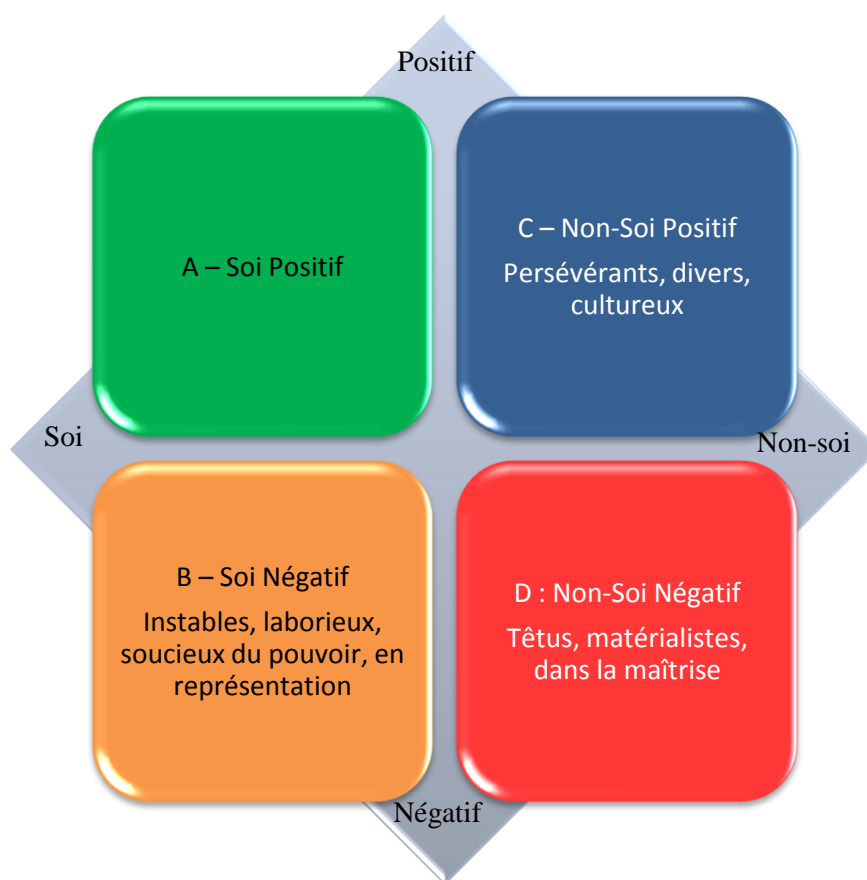 Positif
A – Soi Positif
C – Non-Soi Positif
Persévérants, divers,
cultureux
Soi
Non-soi
B – Soi Négatif
Instables, laborieux,
soucieux du pouvoir, en
représentation
D : Non-Soi Négatif
Têtus, matérialistes,
dans la maîtrise
Négatif